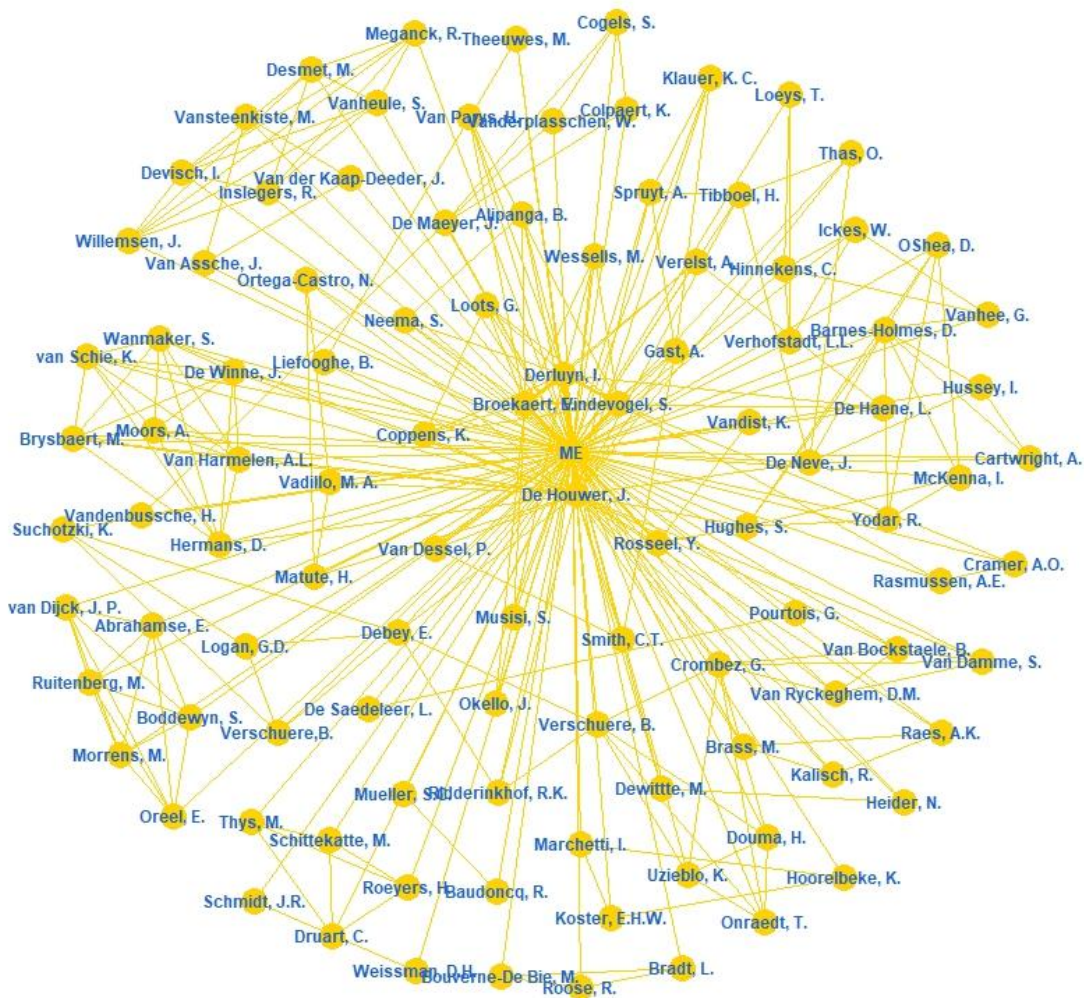 Cogels, S.
Meganck, R.
Theeuwes, M.
Desmet, M.
Klauer, K. C.
Loeys, T.
Vanheule, S.
Vansteenkiste, M.
Van Parys, H.
Colpaert, K.
Vanderplasschen, W.
Thas, O.
Devisch, I.
Van der Kaap-Deeder, J.
Inslegers, R.
Spruyt, A.
Tibboel, H.
De Maeyer, J.
Alipanga, B.
Ickes, W.
Willemsen, J.
OShea, D.
Van Assche, J.
Wessells, M.
Verelst, A.
Hinnekens, C.
Ortega-Castro, N.
Loots, G.
Neema, S.
Vanhee, G.
Barnes-Holmes, D.
Wanmaker, S.
Verhofstadt, L.L.
van Schie, K.
Liefooghe, B.
Gast, A.
De Winne, J.
Derluyn, I.
Hussey, I.
Broekaert, E.
Vindevogel, S.
De Haene, L.
Vandist, K.
Brysbaert, M.
Moors, A.
Coppens, K.
ME
Van Harmelen, A.L.
De Neve, J.
Cartwright, A.
Vadillo, M. A.
McKenna, I.
De Houwer, J.
Vandenbussche, H.
Suchotzki, K.
Hughes, S.
Yodar, R.
Hermans, D.
Van Dessel, P.
Rosseel, Y.
Cramer, A.O.
Matute, H.
Rasmussen, A.E.
van Dijck, J. P.
Abrahamse, E.
Musisi, S.
Pourtois, G.
Logan, G.D.
Debey, E.
Smith, C.T.
Van Bockstaele, B.
Crombez, G.
Van Damme, S.
Ruitenberg, M.
Van Ryckeghem, D.M.
Okello, J.
De Saedeleer, L.
Boddewyn, S.
Verschuere,B.
Verschuere, B.
Raes, A.K.
Morrens, M.
Brass, M.
Kalisch, R.
Mueller, S.C.
Ridderinkhof, R.K.
Dewittte, M.
Heider, N.
Oreel, E.
Thys, M.
Schittekatte, M.
Marchetti, I.
Douma, H.
Uzieblo, K.
Hoorelbeke, K.
Roeyers, H.
Baudoncq, R.
Schmidt, J.R.
Koster, E.H.W.
Onraedt, T.
Druart, C.
Weissman, D.H.
Bouverne-De Bie, M.
Bradt, L.
Roose, R.